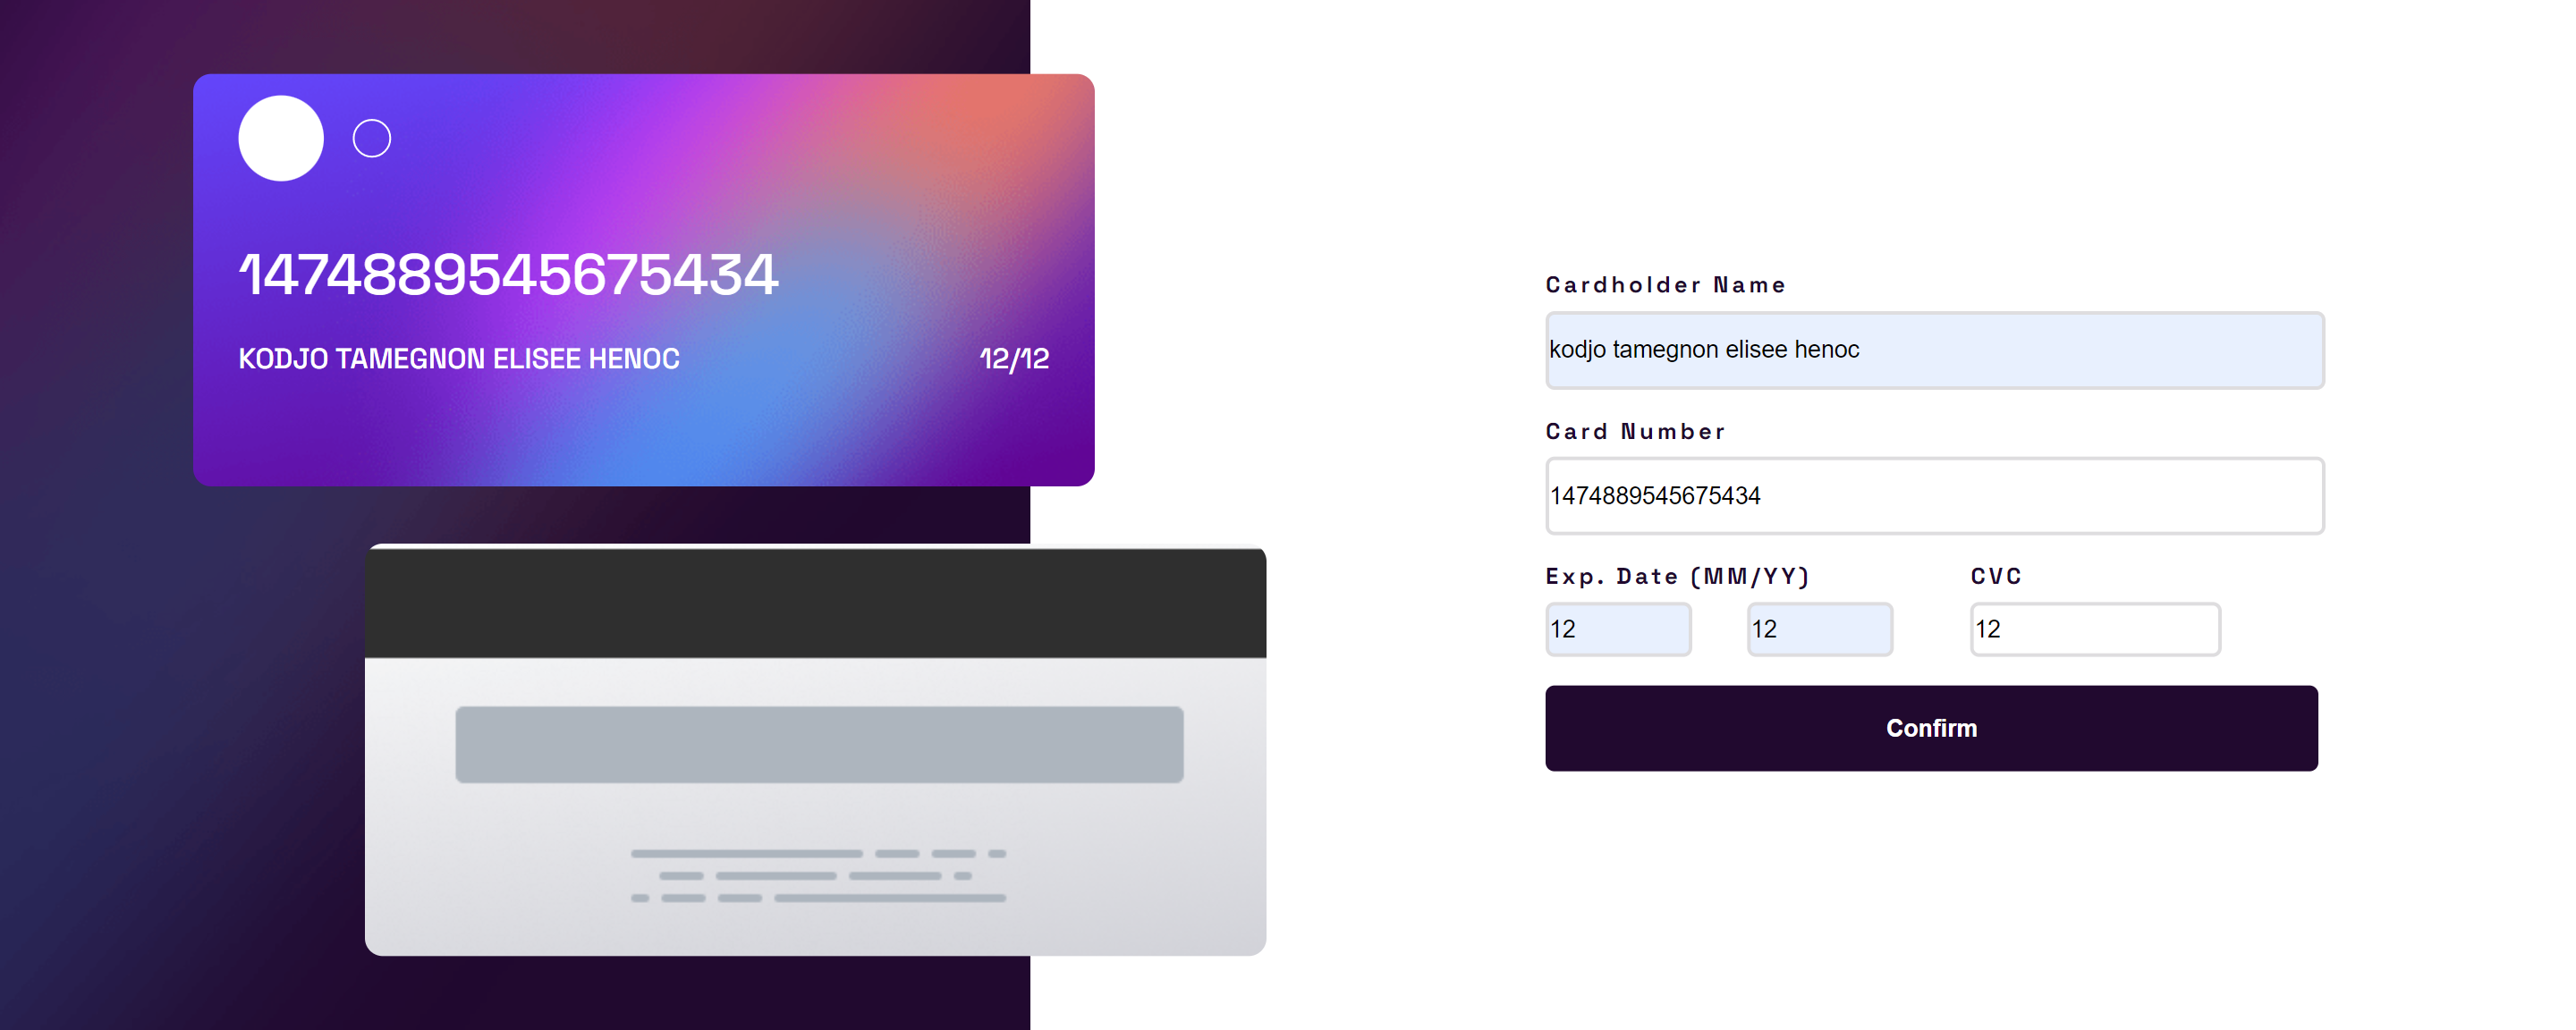 1474889545675434
KODJO TAMEGNON ELISEE HENOC 12/12
Cardholder Name
kodjo tamegnon elisee henoc
Card Number
1474889545675434
Exp. Date (MM/YY) CVC
12 12 12
Confirm